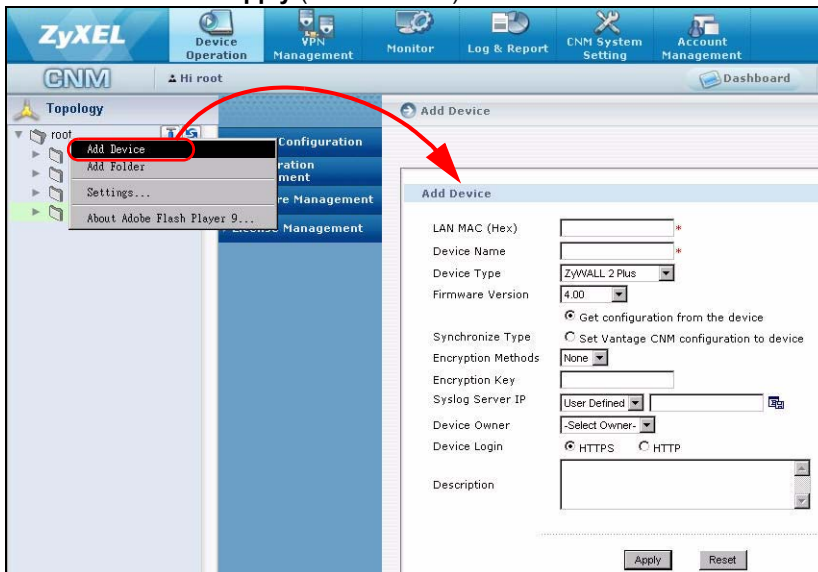 Apply
ZyXEL
Device Operation
VPN Management
Monitor
Log & Report
CNM System Setting
Account Management
CNM
Hi root
Dashboard
Topology
root
Add Device
Add Folder
Settings...
About Adobe Flash Player 9...
Configuration
Management
Management
Add Device
Add Device
LAN MAC (Hex) *
Device Name *
Device Type ZyWALL 2 Plus
Firmware Version 4.00
Get configuration from the device
Synchronize Type Set Vantage CNM configuration to device
Encryption Methods None
Encryption Key
Syslog Server IP User Defined
Device Owner -Select Owner-
Device Login HTTPS HTTP
Description
Apply Reset